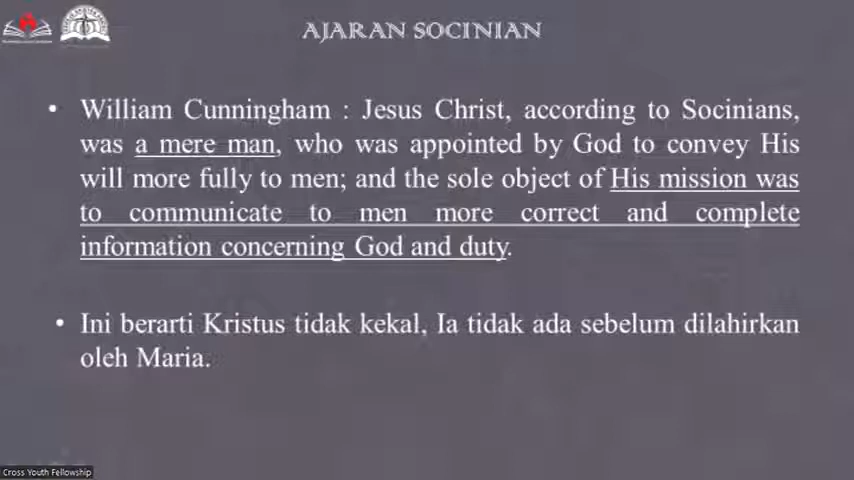 AJARAN SOCINIAN
• William Cunningham : Jesus Christ, according to Socinians,
was a mere man, who was appointed by God to convey His
will more fully to men; and the sole object of His mission was
to communicate to men more correct and complete
information concerning God and duty.
• Ini berarti Kristus tidak kekal, Ia tidak ada sebelum dilahirkan
oleh Maria.
Cross Youth Fellowship